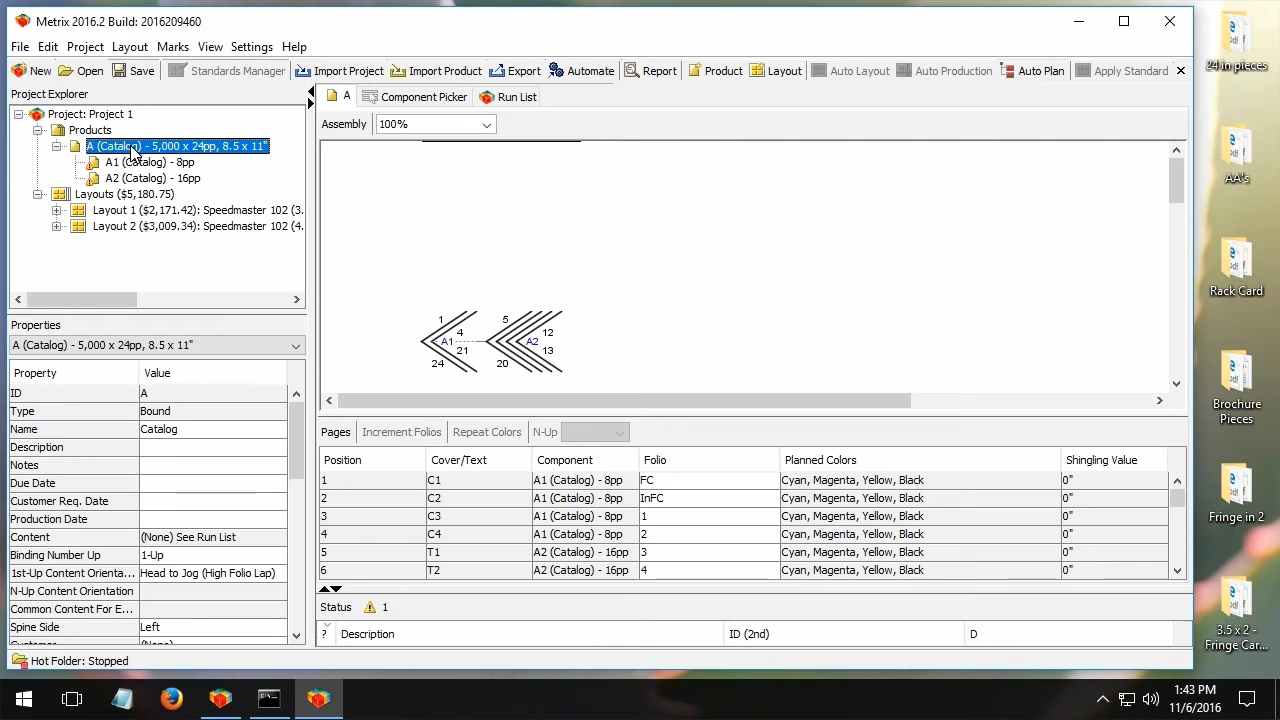 Metrix 2016.2 Build: 2016209460
File Edit Project Layout Marks View Settings Help
New Open Save Standards Manager Import Project Import Product Export Automate Report Product Layout Auto Layout Auto Production Auto Plan Apply Standard
Project Explorer
Project: Project 1
Products
A (Catalog) - 5,000 x 24pp, 8.5 x 11"
A1 (Catalog) - 8pp
A2 (Catalog) - 16pp
Layouts ($5,180.75)
Layout 1 ($2,171.42): Speedmaster 102 (3.
Layout 2 ($3,009.34): Speedmaster 102 (4.
Properties
A (Catalog) - 5,000 x 24pp, 8.5 x 11"
Property Value
ID A
Type Bound
Name Catalog
Description
Notes
Due Date
Customer Req. Date
Production Date
Content (None) See Run List
Binding Number Up 1-Up
1st-Up Content Orienta... Head to Jog (High Folio Lap)
N-Up Content Orientation
Common Content For E...
Spine Side Left
Hot Folder: Stopped
A Component Picker Run List
Assembly 100%
1 5
4 12
A1 A2
21 13
24 20
Pages Increment Folios Repeat Colors N-Up
Position Cover/Text Component Folio Planned Colors Shingling Value
1 C1 A1 (Catalog) - 8pp FC Cyan, Magenta, Yellow, Black 0"
2 C2 A1 (Catalog) - 8pp InFC Cyan, Magenta, Yellow, Black 0"
3 C3 A1 (Catalog) - 8pp 1 Cyan, Magenta, Yellow, Black 0"
4 C4 A1 (Catalog) - 8pp 2 Cyan, Magenta, Yellow, Black 0"
5 T1 A2 (Catalog) - 16pp 3 Cyan, Magenta, Yellow, Black 0"
6 T2 A2 (Catalog) - 16pp 4 Cyan, Magenta, Yellow, Black 0"
Status 1
? Description ID (2nd) D
24 in pieces
AA's
Rack Card
Brochure
Pieces
Fringe in 2
3.5 x 2 -
Fringe Car...
1:43 PM
11/6/2016